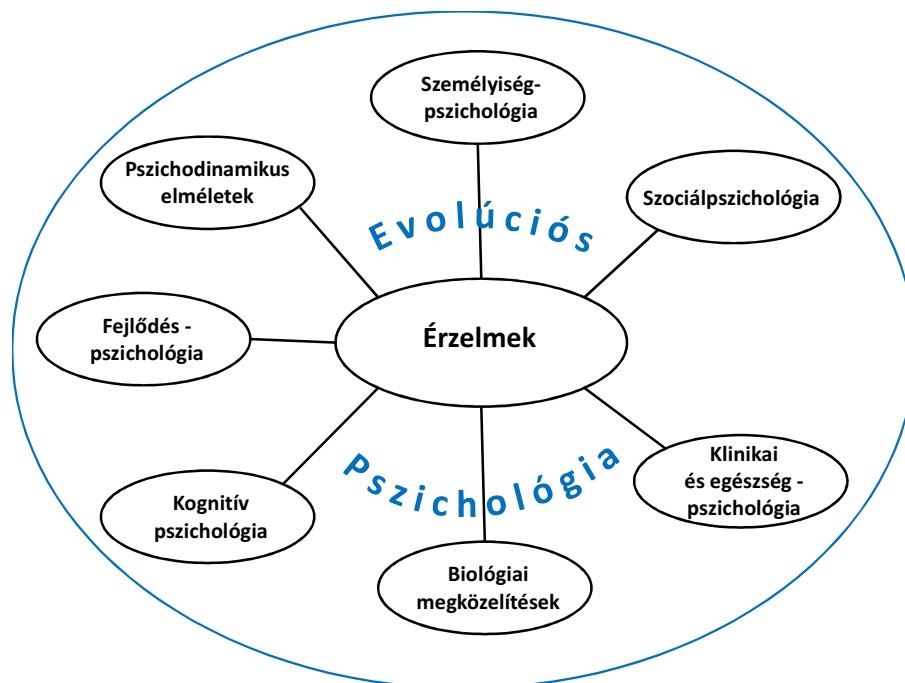 Személyiség-
pszichológia
Pszichodinamikus
elméletek
Szociálpszichológia
Evolúciós
Érzelmek
Fejlődés -
pszichológia
Pszichológia
Klinikai
és egészség -
pszichológia
Kognitív
pszichológia
Biológiai
megközelítések